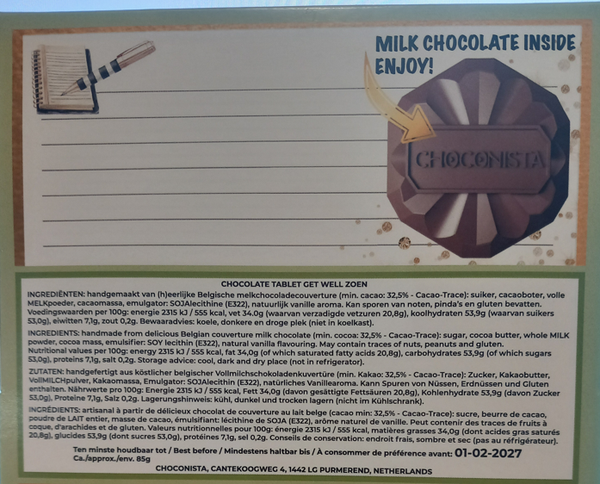 MILK CHOCOLATE INSIDE
ENJOY!
CHOCONISTA
CHOCOLATE TABLET GET WELL ZOEN
INGREDIËNTEN: handgemaakt van (h)eerlijke Belgische melkchocoladecouverture (min. cacao: 32,5% - Cacao-Trace): suiker, cacaoboter, volle
MELKpoeder, cacaomassa, emulgator: SOJAlecithine (E322), natuurlijk vanille aroma. Kan sporen van noten, pinda's en gluten bevatten.
Voedingswaarden per 100g: energie 2315 kJ / 555 kcal, vet 34.0g (waarvan verzadigde vetzuren 20,8g), koolhydraten 53,9g (waarvan suikers
53,0g), eiwitten 7,1g, zout 0,2g. Bewaaradvies: koele, donkere en droge plek (niet in koelkast).
INGREDIENTS: handmade from delicious Belgian couverture milk chocolate (min. cocoa: 32.5% - Cacao-Trace): sugar, cocoa butter, whole MILK
powder, cocoa mass, emulsifier: SOY lecithin (E322), natural vanilla flavouring. May contain traces of nuts, peanuts and gluten.
Nutritional values per 100g: energy 2315 kJ / 555 kcal, fat 34,0g (of which saturated fatty acids 20,8g), carbohydrates 53,9g (of which sugars
53,0g), proteins 7,1g, salt 0.2g. Storage advice: cool, dark and dry place (not in refrigerator).
ZUTATEN: handgefertigt aus köstlicher belgischer Vollmilchschokoladenkuvertüre (min. Kakao: 32,5% - Cacao-Trace): Zucker, Kakaobutter,
VollMILCHpulver, Kakaomassa, Emulgator: SOJAlecithin (E322), natürliches Vanillearoma. Kann Spuren von Nüssen, Erdnüssen und Gluten
enthalten. Nährwerte pro 100g: Energie 2315 kJ / 555 kcal, Fett 34,0g (davon gesättigte Fettsäuren 20,8g), Kohlenhydrate 53,9g (davon Zucker
53,0g), Proteine 7,1g, Salz 0.2g. Lagerungshinweis: kühl, dunkel und trocken lagern (nicht im Kühlschrank).
INGRÉDIENTS: artisanal à partir de délicieux chocolat de couverture au lait belge (cacao min: 32,5% - Cacao-Trace): sucre, beurre de cacao,
poudre de LAIT entier, masse de cacao, émulsifiant: lécithine de SOJA (E322), arôme naturel de vanille. Peut contenir des traces de fruits à
coque, d'arachides et de gluten. Valeurs nutritionnelles pour 100g: énergie 2315 kJ / 555 kcal, matières grasses 34,0g (dont acides gras saturés
20,8g), glucides 53,9g (dont sucres 53,0g), protéines 7,1g, sel 0,2g. Conseils de conservation: endroit frais, sombre et sec (pas au réfrigérateur).
Ten minste houdbaar tot / Best before / Mindestens haltbar bis / À consommer de préférence avant: 01-02-2027
Ca./approx./env. 85g
CHOCONISTA, CANTEKOOGWEG 4, 1442 LG PURMEREND, NETHERLANDS